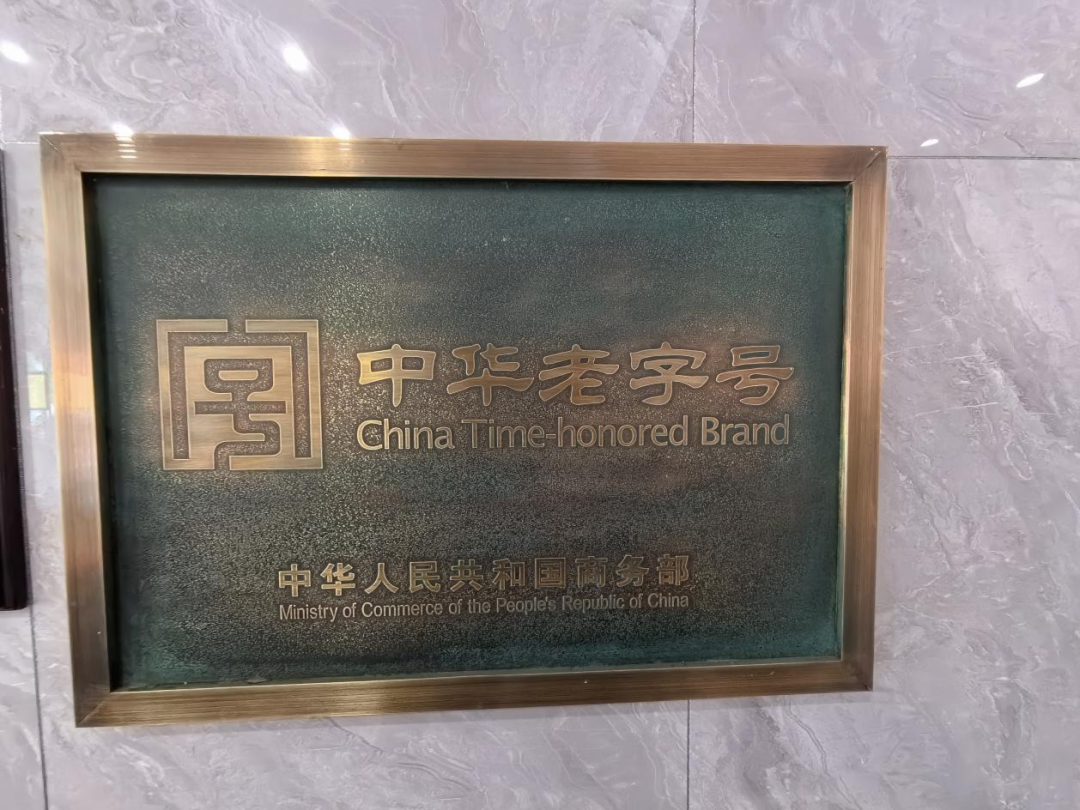 中华老字号
China Time-honored Brand
中华人民共和国商务部
Ministry of Commerce of the People's Republic of China